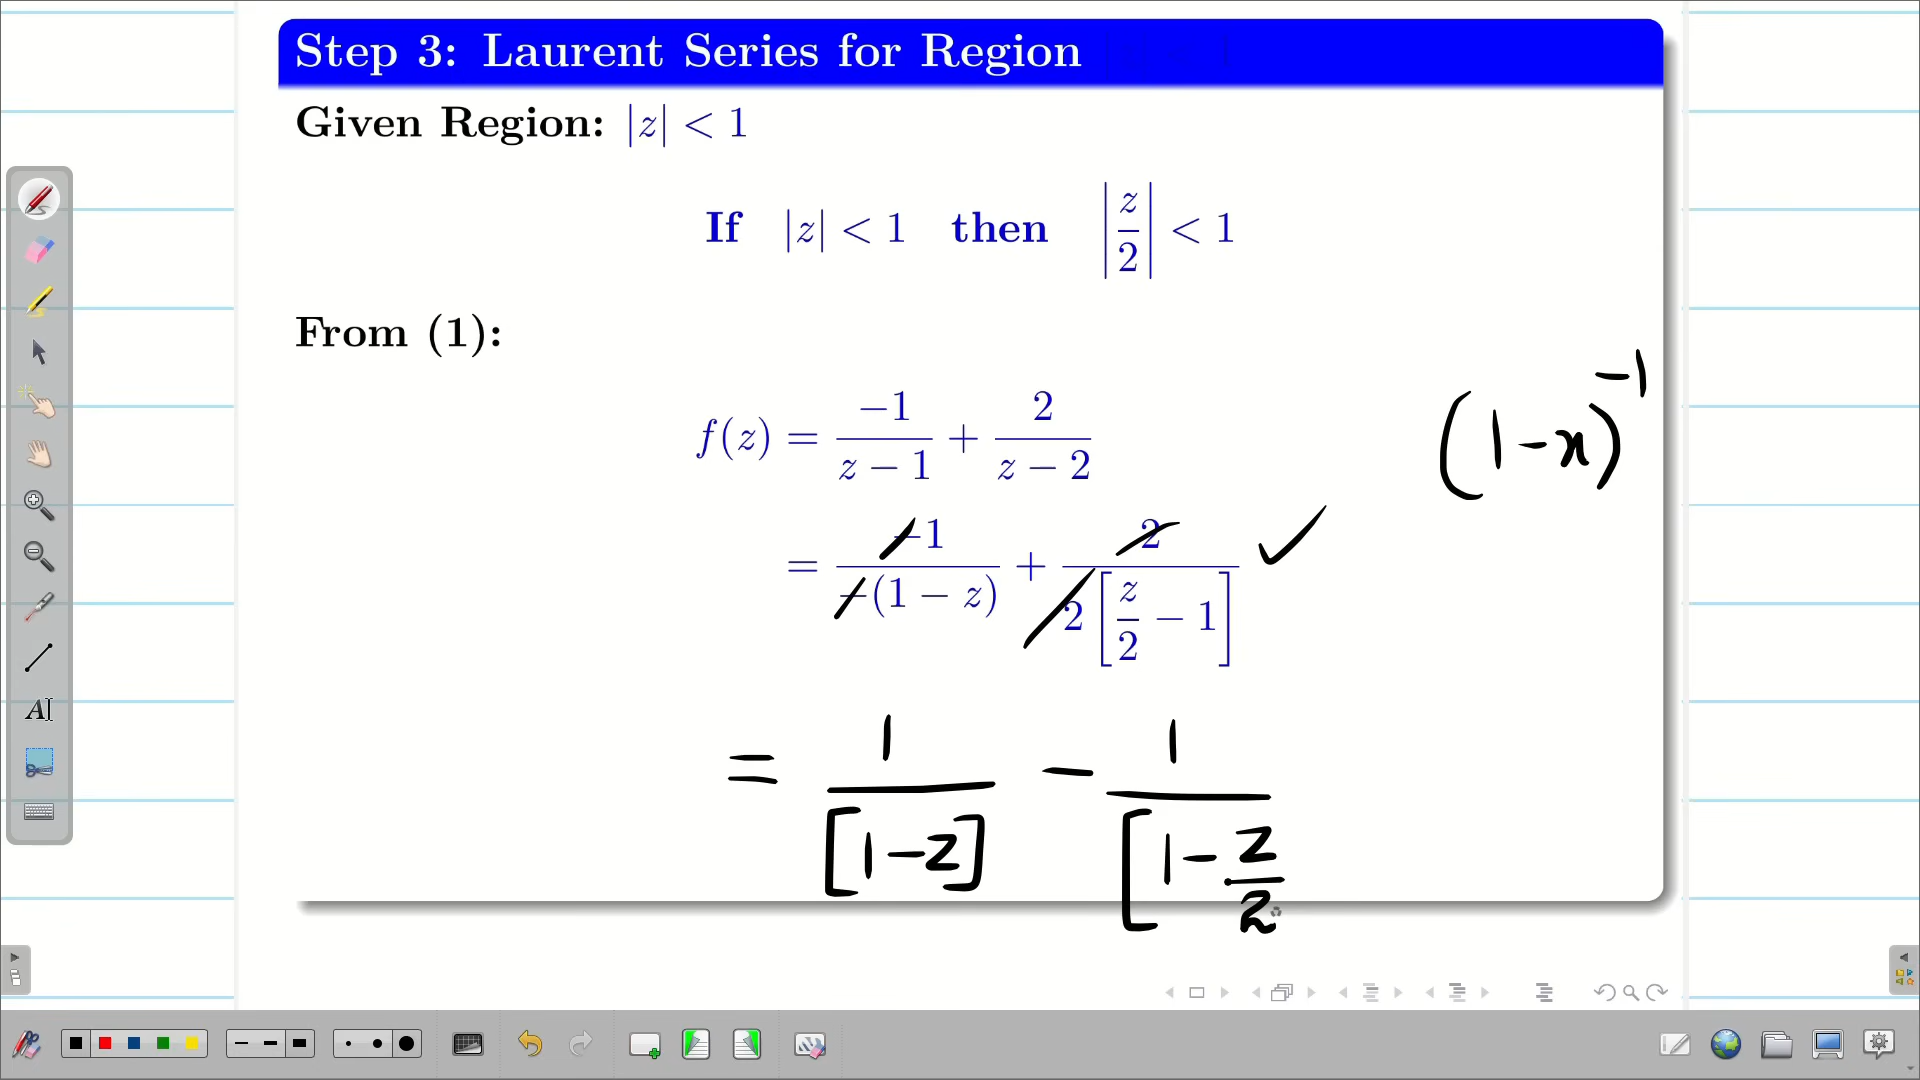 Step 3: Laurent Series for Region
Given Region: |z| < 1
If |z| < 1 then |z/2| < 1
From (1):
f(z) = −1/(z − 1) + 2/(z − 2)
(1−x)^−1
= −1/−(1 − z) + 2/2[z/2 − 1] ✓
= 1/[1−z] − 1/[1−z/2